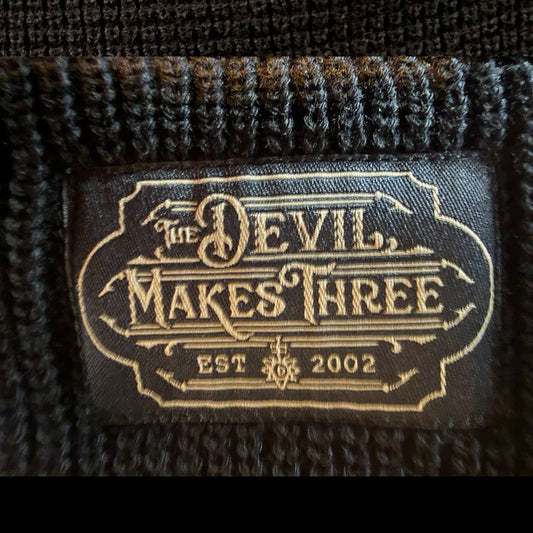 THE DEVIL
MAKES THREE
EST 2002